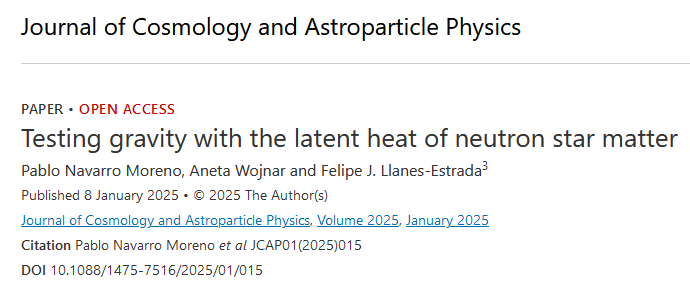 Journal of Cosmology and Astroparticle Physics
PAPER • OPEN ACCESS
Testing gravity with the latent heat of neutron star matter
Pablo Navarro Moreno, Aneta Wojnar and Felipe J. Llanes-Estrada³
Published 8 January 2025 • © 2025 The Author(s)
Journal of Cosmology and Astroparticle Physics, Volume 2025, January 2025
Citation Pablo Navarro Moreno et al JCAP01(2025)015
DOI 10.1088/1475-7516/2025/01/015